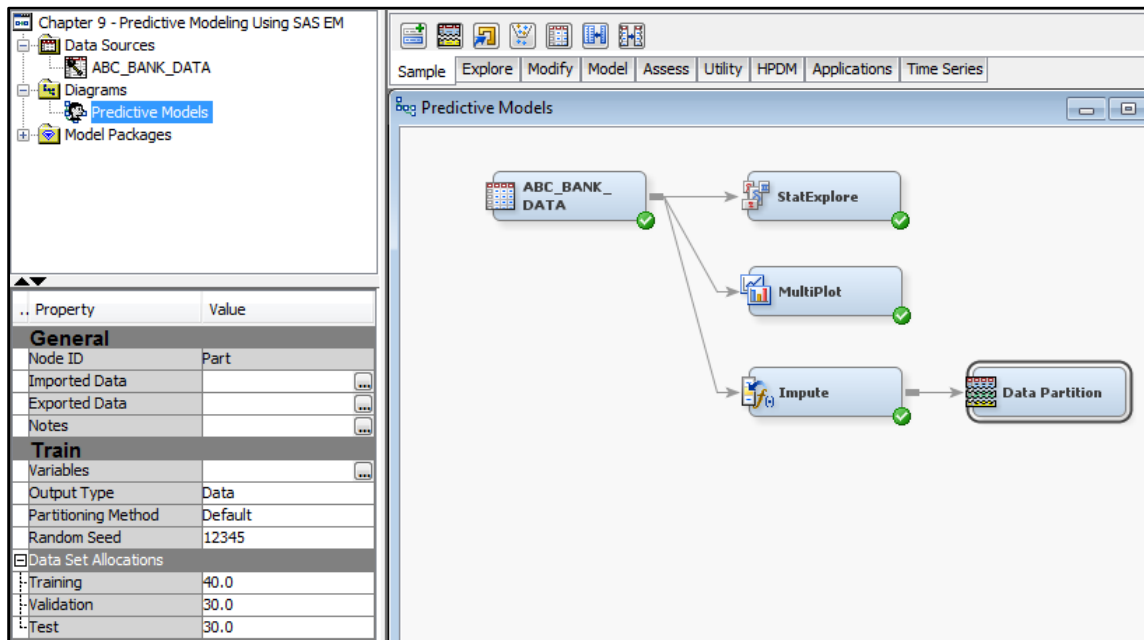 Chapter 9 - Predictive Modeling Using SAS EM
Data Sources
ABC_BANK_DATA
Diagrams
Predictive Models
Model Packages
.. Property Value
General
Node ID Part
Imported Data ...
Exported Data ...
Notes ...
Train
Variables ...
Output Type Data
Partitioning Method Default
Random Seed 12345
Data Set Allocations
Training 40.0
Validation 30.0
Test 30.0
Sample Explore Modify Model Assess Utility HPDM Applications Time Series
Predictive Models
ABC_BANK_
DATA
StatExplore
MultiPlot
Impute
Data Partition